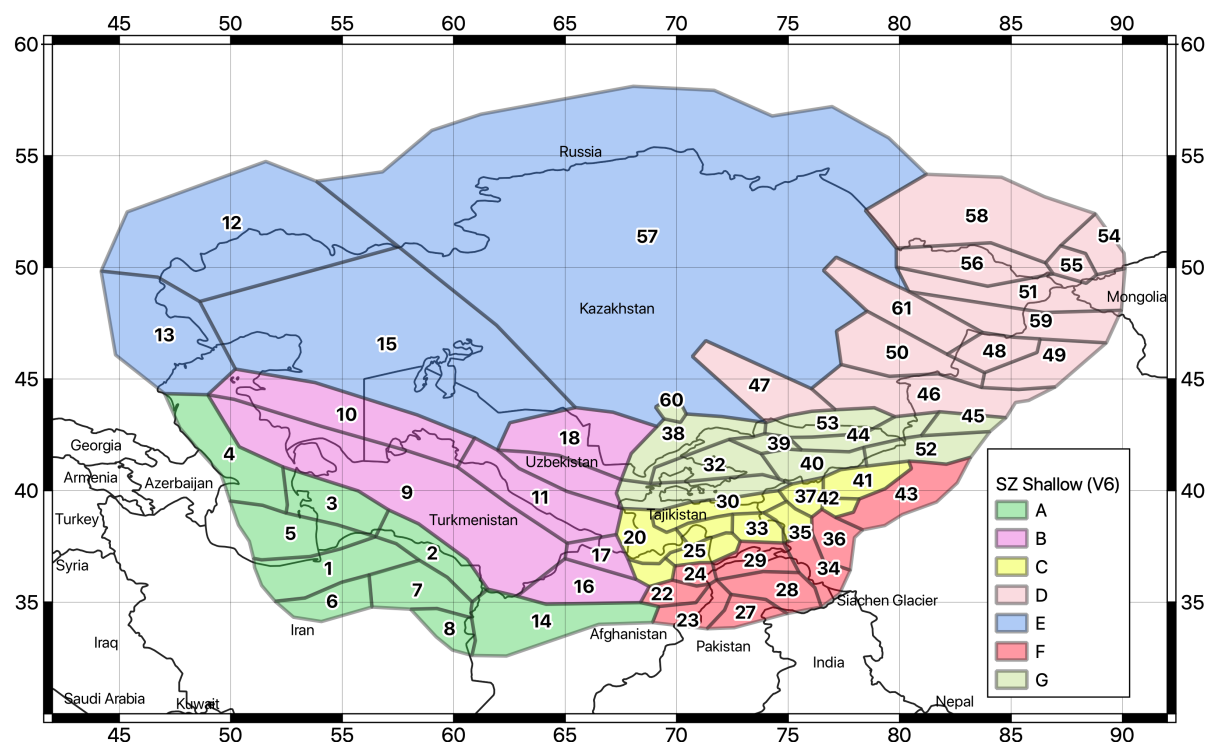 45 50 55 60 65 70 75 80 85 90
60 60
Russia
55 55
58
12
57
54
56
55
50 50
51
Mongolia
61
Kazakhstan
59
13
15
50
48
49
45 45
47
46
60
10
45
53
18
38
44
39
Georgia
52
4
Uzbekistan
32
40
Armenia
Azerbaijan
41
SZ Shallow (V6)
40 40
9
11
37
42
43
3
30
A
Turkey
Turkmenistan
Tajikistan
33
5
20
35
36
B
2
17
25
29
Syria
1
24
34
C
7
16
22
28
6
Siachen Glacier
35 35
D
8
14
23
27
Iran
Afghanistan
E
Iraq
Pakistan
F
India
G
Saudi Arabia
Kuwait
Nepal
45 50 55 60 65 70 75 80 85 90